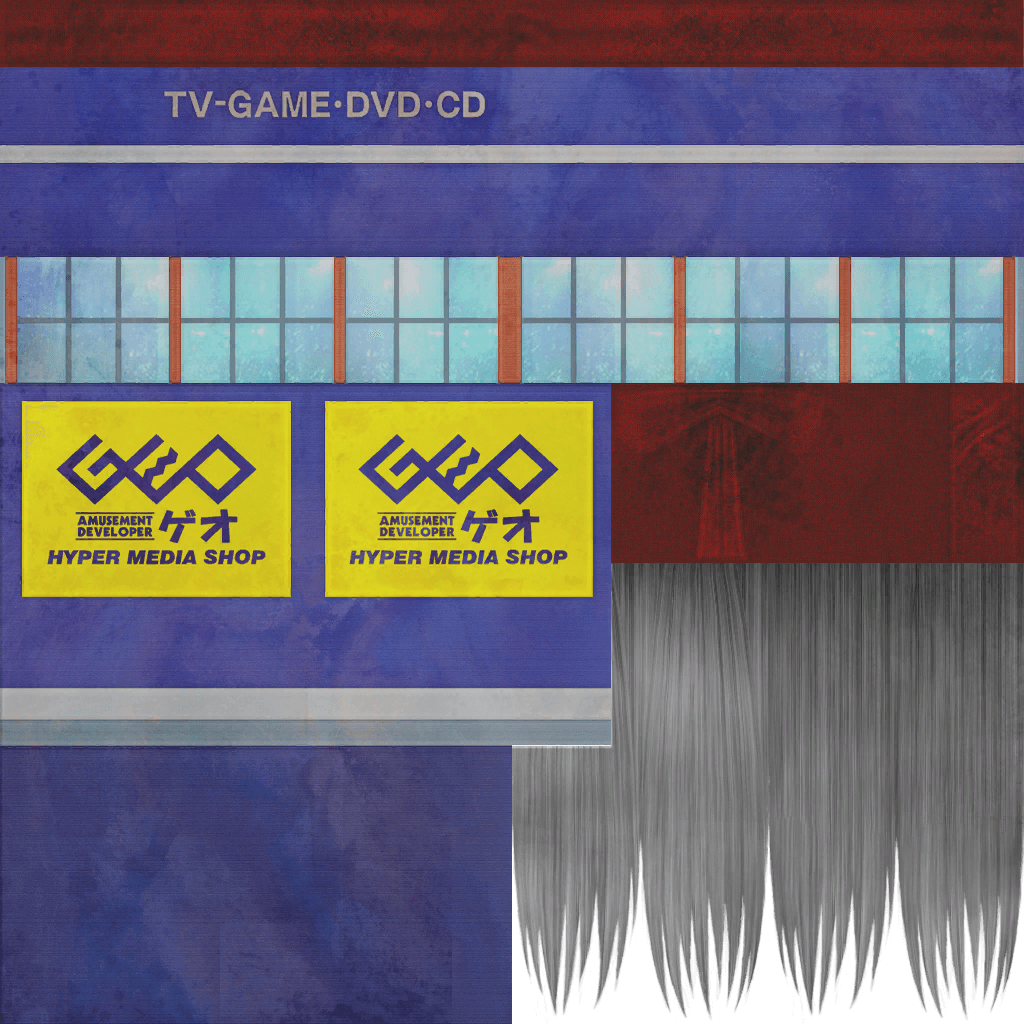 TV-GAME·DVD·CD
GEO
AMUSEMENT
DEVELOPER ゲオ
HYPER MEDIA SHOP
GEO
AMUSEMENT
DEVELOPER ゲオ
HYPER MEDIA SHOP